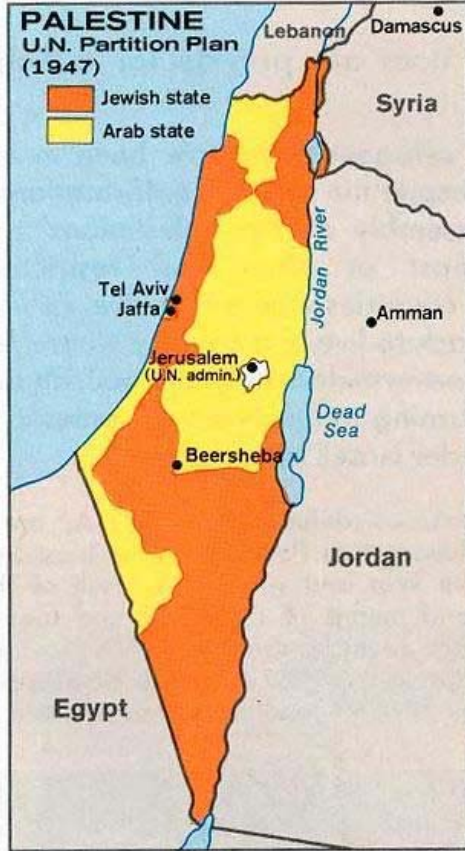 PALESTINE
U.N. Partition Plan
(1947)
Jewish state
Arab state
Lebanon
Damascus
Syria
Jordan River
Tel Aviv
Jaffa
Amman
Jerusalem
(U.N. admin.)
Dead
Sea
Beersheba
Jordan
Egypt